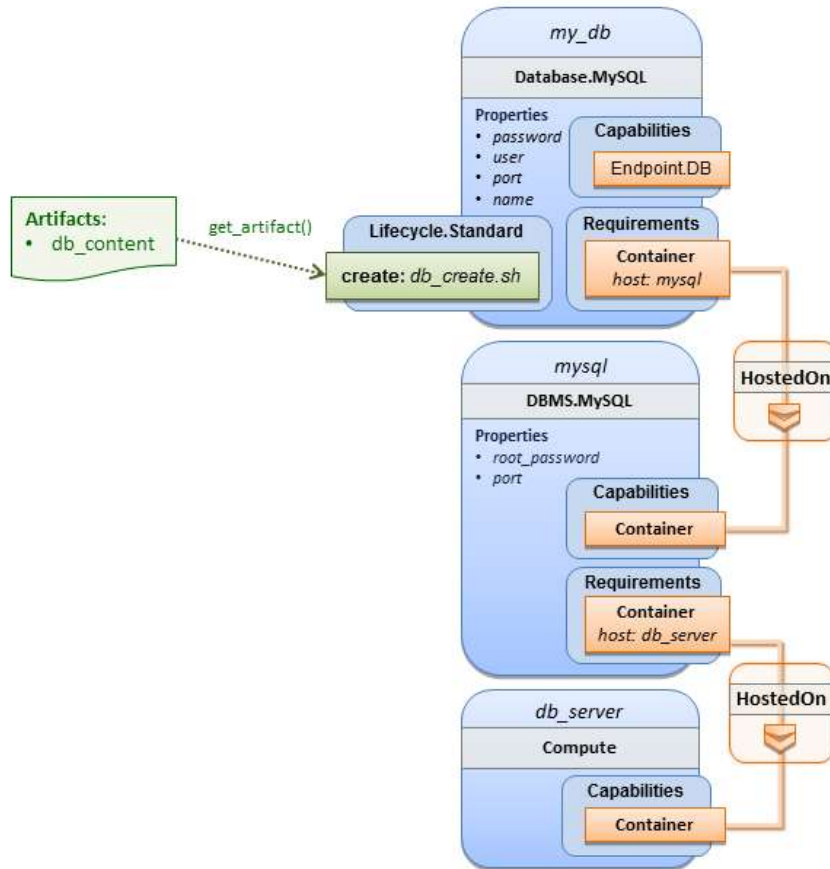 my_db
Database.MySQL
Properties
• password
• user
• port
• name
Capabilities
Endpoint.DB
Requirements
Container
host: mysql
Artifacts:
• db_content
get_artifact()
Lifecycle.Standard
create: db_create.sh
HostedOn
mysql
DBMS.MySQL
Properties
• root_password
• port
Capabilities
Container
Requirements
Container
host: db_server
HostedOn
db_server
Compute
Capabilities
Container